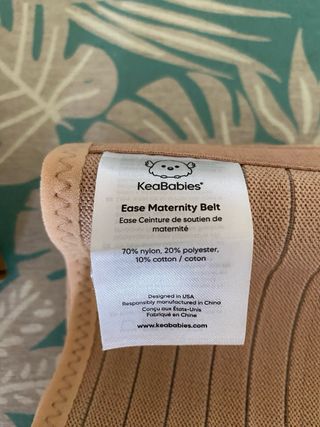 KeaBabies®
Ease Maternity Belt
Ease Ceinture de soutien de
maternité
70% nylon, 20% polyester,
10% cotton / coton
Designed in USA
Responsibly manufactured in China
Conçu aux États-Unis
Fabriqué en Chine
www.keababies.com